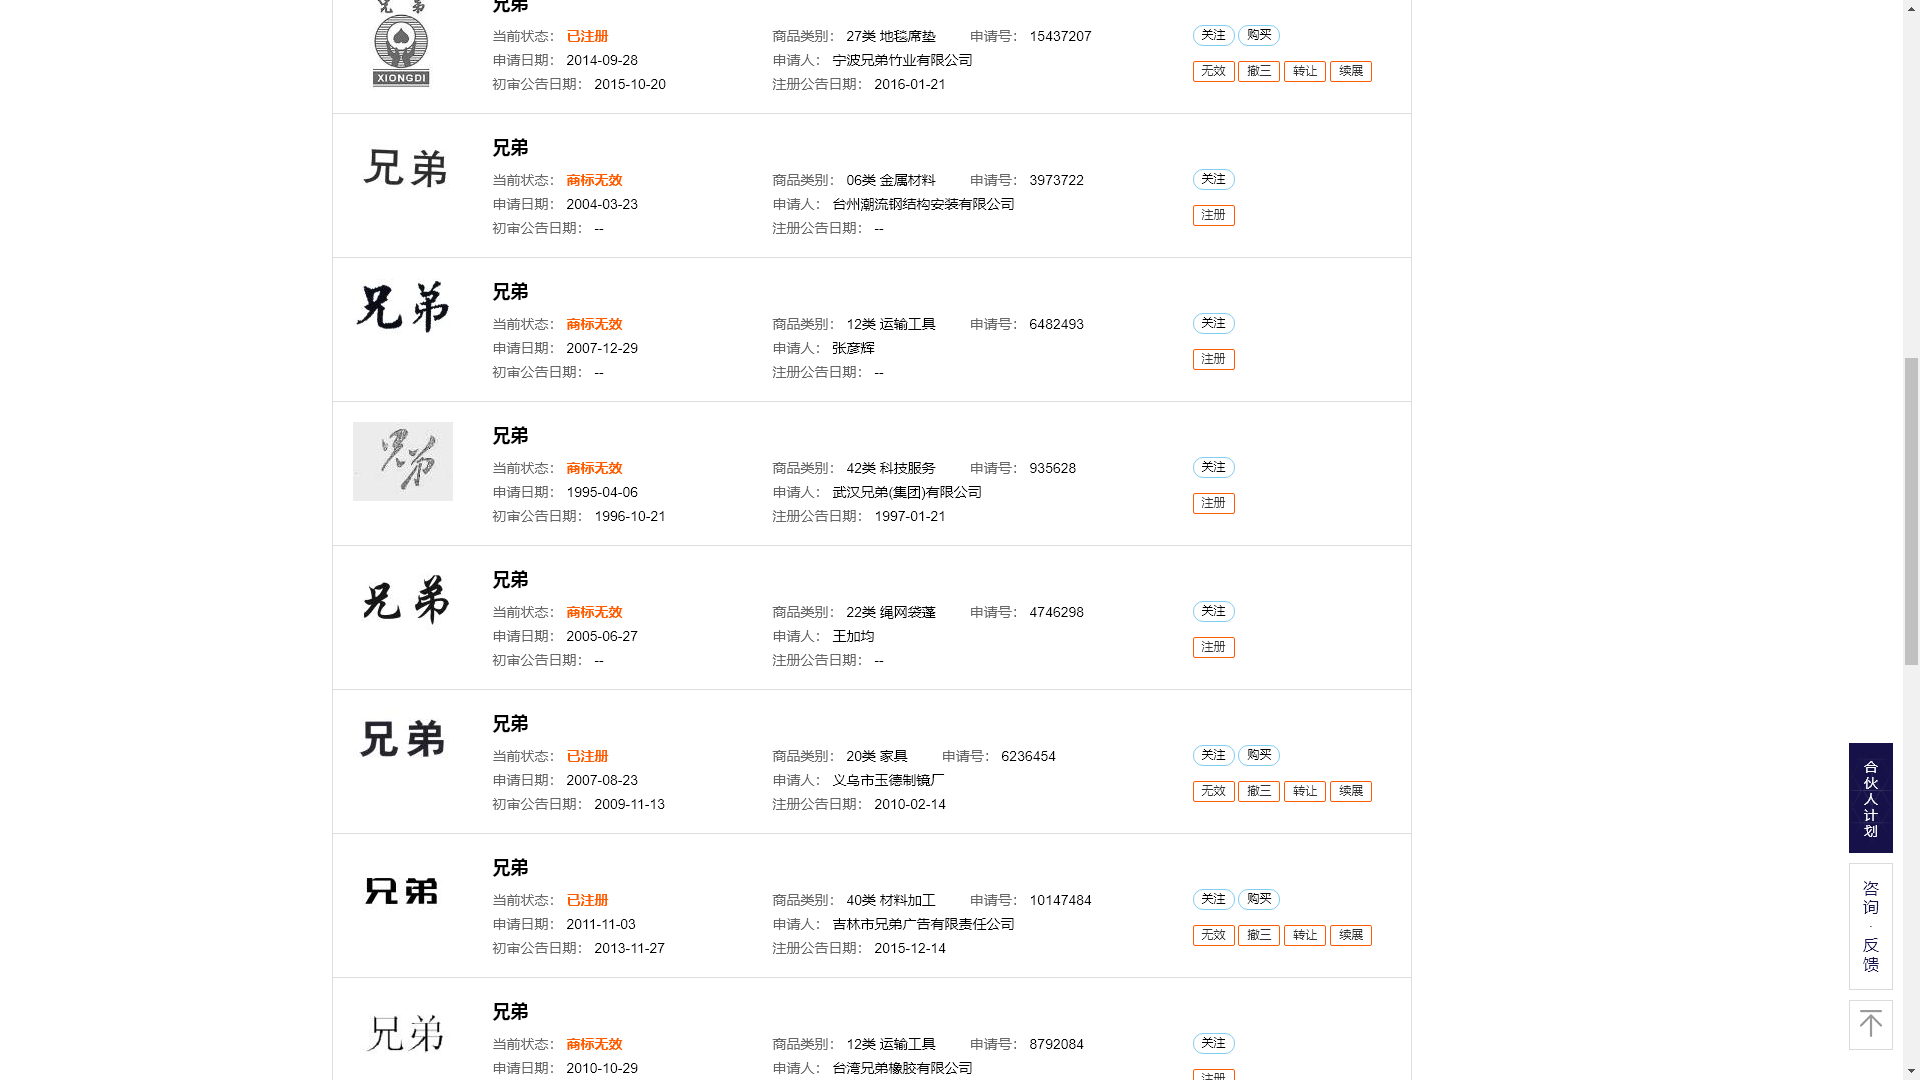 兄弟
兄弟
XIONGDI
当前状态： 已注册 商品类别： 27类 地毯席垫 申请号： 15437207 关注 购买
申请日期： 2014-09-28 申请人： 宁波兄弟竹业有限公司 无效 撤三 转让 续展
初审公告日期： 2015-10-20 注册公告日期： 2016-01-21
兄弟
兄弟
当前状态： 商标无效 商品类别： 06类 金属材料 申请号： 3973722 关注
申请日期： 2004-03-23 申请人： 台州潮流钢结构安装有限公司 注册
初审公告日期： -- 注册公告日期： --
兄弟
兄弟
当前状态： 商标无效 商品类别： 12类 运输工具 申请号： 6482493 关注
申请日期： 2007-12-29 申请人： 张彦辉 注册
初审公告日期： -- 注册公告日期： --
兄弟
兄弟
当前状态： 商标无效 商品类别： 42类 科技服务 申请号： 935628 关注
申请日期： 1995-04-06 申请人： 武汉兄弟(集团)有限公司 注册
初审公告日期： 1996-10-21 注册公告日期： 1997-01-21
兄弟
兄弟
当前状态： 商标无效 商品类别： 22类 绳网袋蓬 申请号： 4746298 关注
申请日期： 2005-06-27 申请人： 王加均 注册
初审公告日期： -- 注册公告日期： --
兄弟
兄弟
当前状态： 已注册 商品类别： 20类 家具 申请号： 6236454 关注 购买
申请日期： 2007-08-23 申请人： 义乌市玉德制镜厂 无效 撤三 转让 续展
初审公告日期： 2009-11-13 注册公告日期： 2010-02-14
兄弟
兄弟
当前状态： 已注册 商品类别： 40类 材料加工 申请号： 10147484 关注 购买
申请日期： 2011-11-03 申请人： 吉林市兄弟广告有限责任公司 无效 撤三 转让 续展
初审公告日期： 2013-11-27 注册公告日期： 2015-12-14
兄弟
兄弟
当前状态： 商标无效 商品类别： 12类 运输工具 申请号： 8792084 关注
申请日期： 2010-10-29 申请人： 台湾兄弟橡胶有限公司 注册
合伙人计划
咨询·反馈